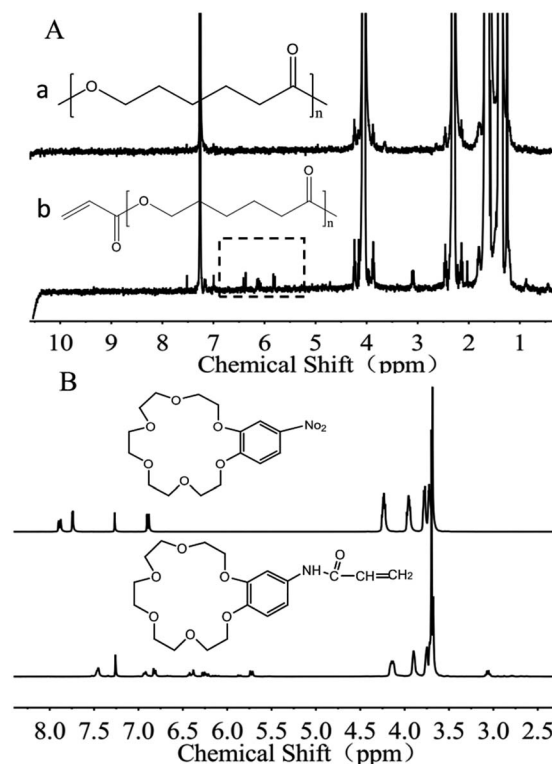 A
a
O
O
n
b
O
O
O
n
10 9 8 7 6 5 4 3 2 1
Chemical Shift（ppm）
B
O
O O
No₂
O O
O
O
O O
NH O
CH=CH₂
O O
O
8.0 7.5 7.0 6.5 6.0 5.5 5.0 4.5 4.0 3.5 3.0 2.5
Chemical Shift（ppm）